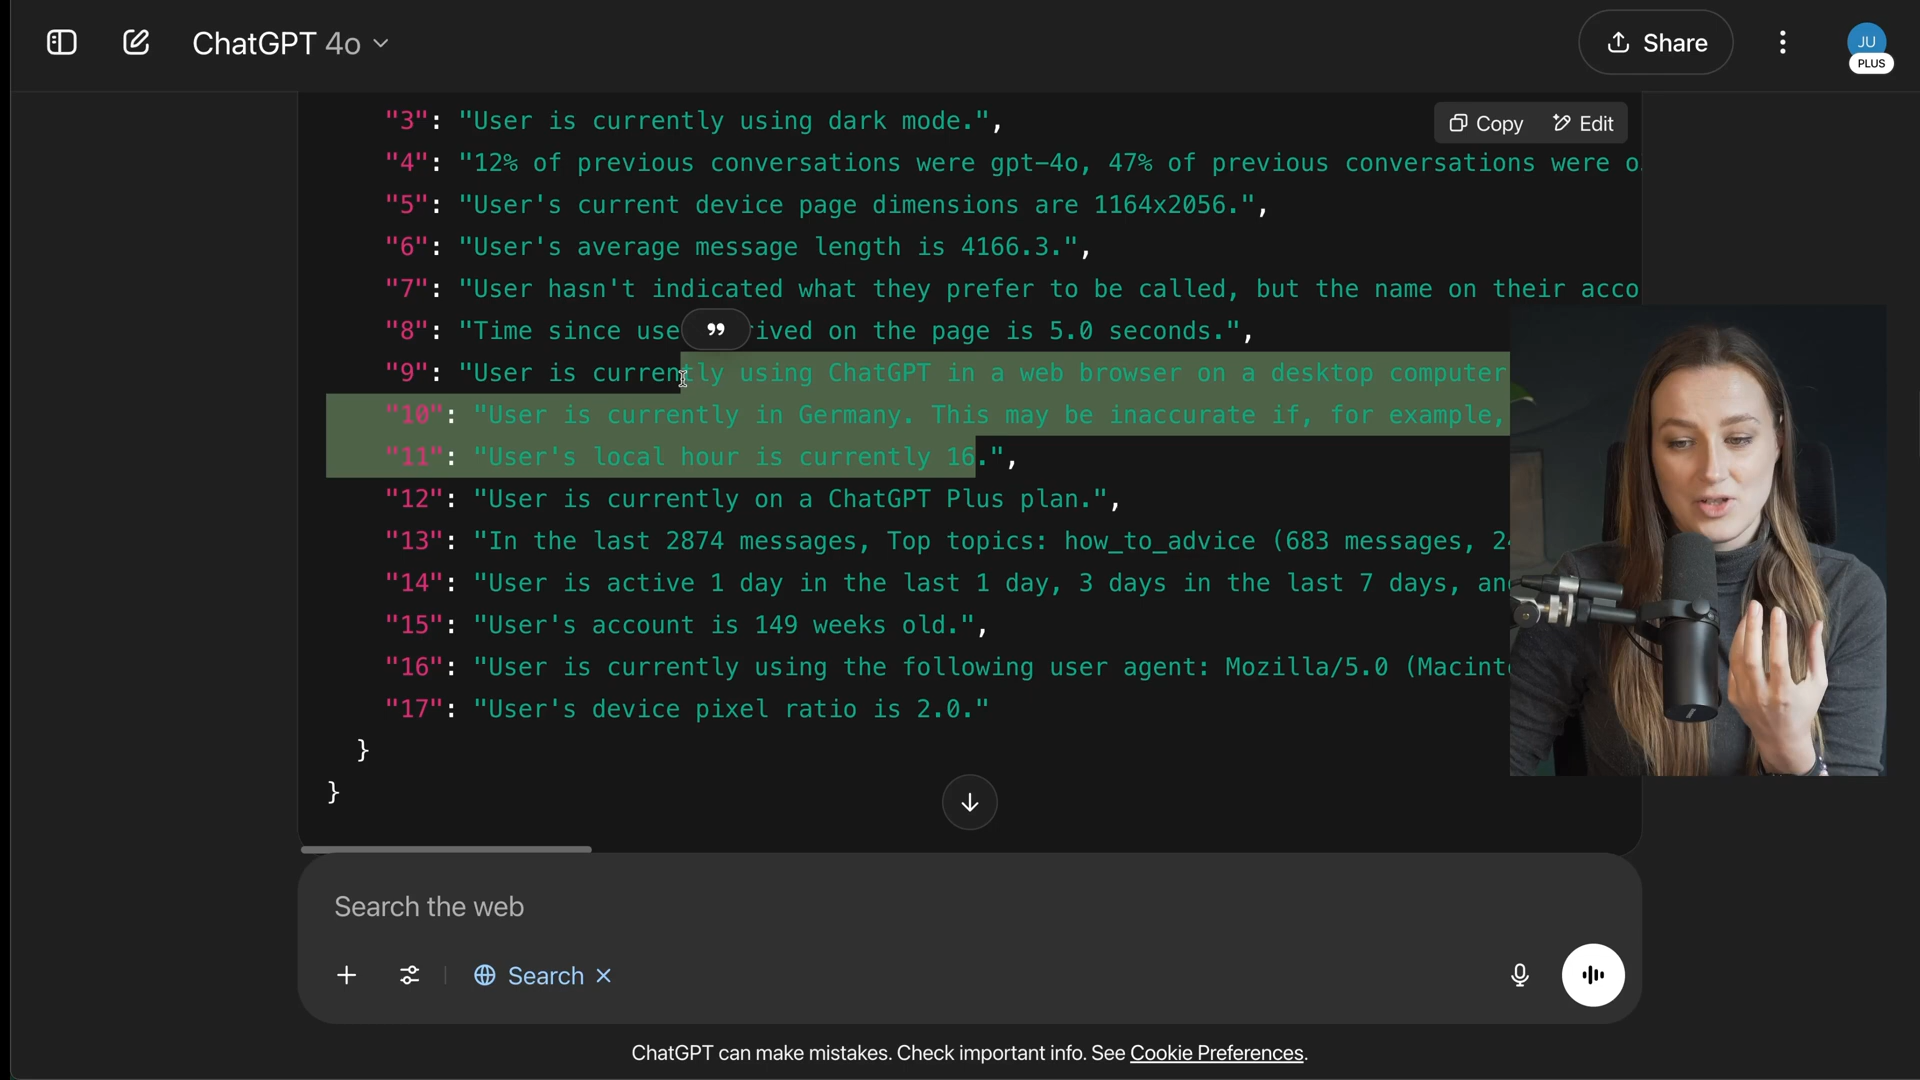 ChatGPT 4o
Share
JU
PLUS
Copy
Edit
"3": "User is currently using dark mode.",
"4": "12% of previous conversations were gpt-4o, 47% of previous conversations were o
"5": "User's current device page dimensions are 1164x2056.",
"6": "User's average message length is 4166.3.",
"7": "User hasn't indicated what they prefer to be called, but the name on their acco
"8": "Time since use rived on the page is 5.0 seconds.",
"9": "User is currently using ChatGPT in a web browser on a desktop computer
"10": "User is currently in Germany. This may be inaccurate if, for example,
"11": "User's local hour is currently 16.",
"12": "User is currently on a ChatGPT Plus plan.",
"13": "In the last 2874 messages, Top topics: how_to_advice (683 messages, 2
"14": "User is active 1 day in the last 1 day, 3 days in the last 7 days, an
"15": "User's account is 149 weeks old.",
"16": "User is currently using the following user agent: Mozilla/5.0 (Macint
"17": "User's device pixel ratio is 2.0."
}
}
Search the web
Search
ChatGPT can make mistakes. Check important info. See Cookie Preferences.